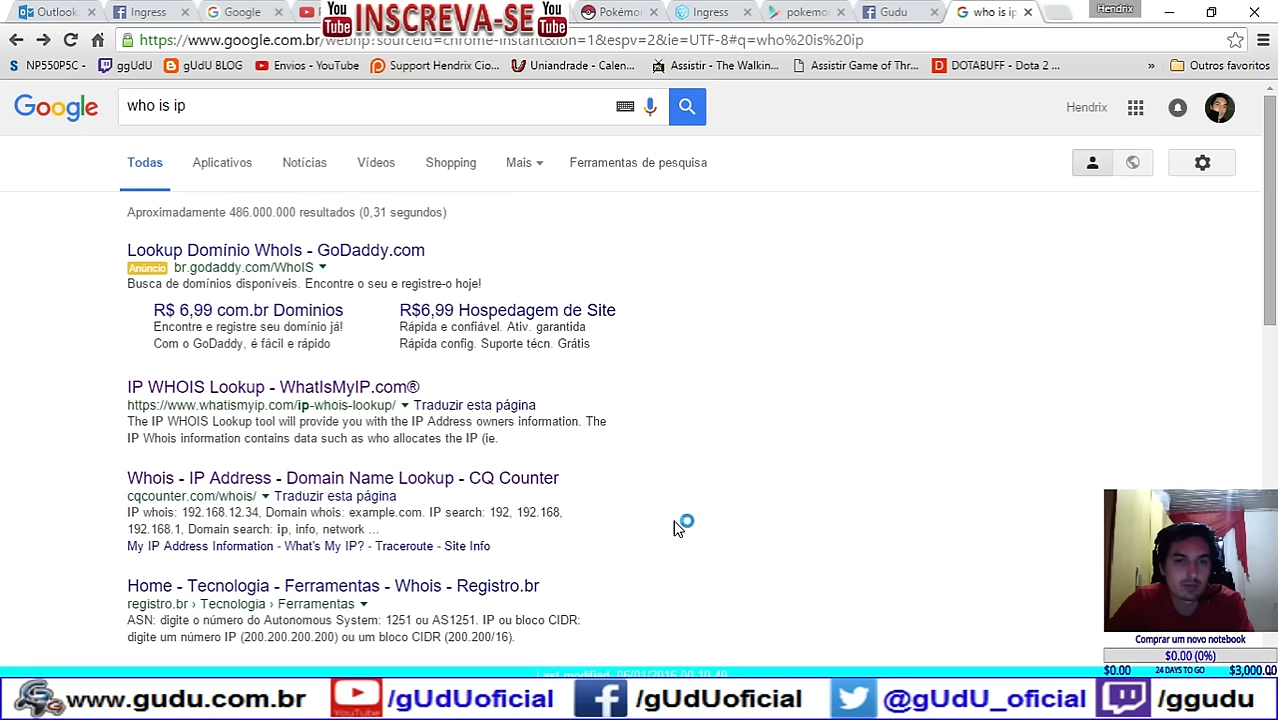 Outlook
Ingress
Google
You Tube INSCREVA-SE You Tube
Pokémo
Ingress
pokemo
Gudu
who is ip
Hendrix
https://www.google.com.br/webhp?sourceid=chrome-instant&ion=1&espv=2&ie=UTF-8#q=who%20is%20ip
NP550P5C -
ggUdU
gUdU BLOG
Envios - YouTube
Support Hendrix Cio...
Uniandrade - Calen...
Assistir - The Walkin...
Assistir Game of Thr...
DOTABUFF - Dota 2 ...
»
Outros favoritos
Google
who is ip
Hendrix
Todas
Aplicativos
Notícias
Vídeos
Shopping
Mais
Ferramentas de pesquisa
Aproximadamente 486.000.000 resultados (0,31 segundos)
Lookup Domínio WhoIs - GoDaddy.com
Anúncio br.godaddy.com/WhoIS
Busca de domínios disponíveis. Encontre o seu e registre-o hoje!
R$ 6,99 com.br Dominios
Encontre e registre seu domínio já!
Com o GoDaddy, é fácil e rápido
R$6,99 Hospedagem de Site
Rápida e confiável. Ativ. garantida
Rápida config. Suporte técn. Grátis
IP WHOIS Lookup - WhatIsMyIP.com®
https://www.whatismyip.com/ip-whois-lookup/ Traduzir esta página
The IP WHOIS Lookup tool will provide you with the IP Address owners information. The
IP Whois information contains data such as who allocates the IP (ie.
Whois - IP Address - Domain Name Lookup - CQ Counter
cqcounter.com/whois/ Traduzir esta página
IP whois: 192.168.12.34, Domain whois: example.com. IP search: 192, 192.168,
192.168.1, Domain search: ip, info, network ...
My IP Address Information - What's My IP? - Traceroute - Site Info
Home - Tecnologia - Ferramentas - Whois - Registro.br
registro.br › Tecnologia › Ferramentas
ASN: digite o número do Autonomous System: 1251 ou AS1251. IP ou bloco CIDR:
digite um número IP (200.200.200.200) ou um bloco CIDR (200.200/16).
Comprar um novo notebook
$0.00 (0%)
$0.00
24 DAYS TO GO
$3,000.00
www.gudu.com.br
YouTube
/gUdUoficial
/gUdUoficial
@gUdU_oficial
/ggudu